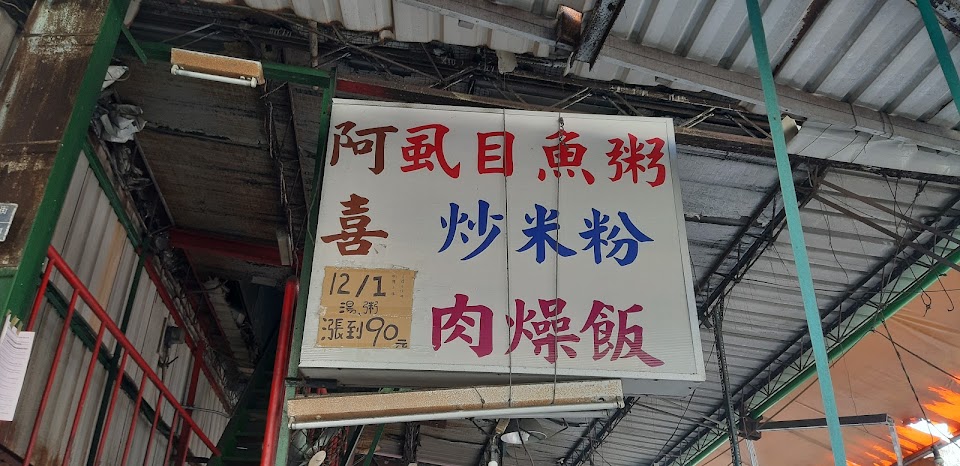 阿喜
虱目魚粥
炒米粉
肉燥飯
12/1
湯.粥
漲到90元